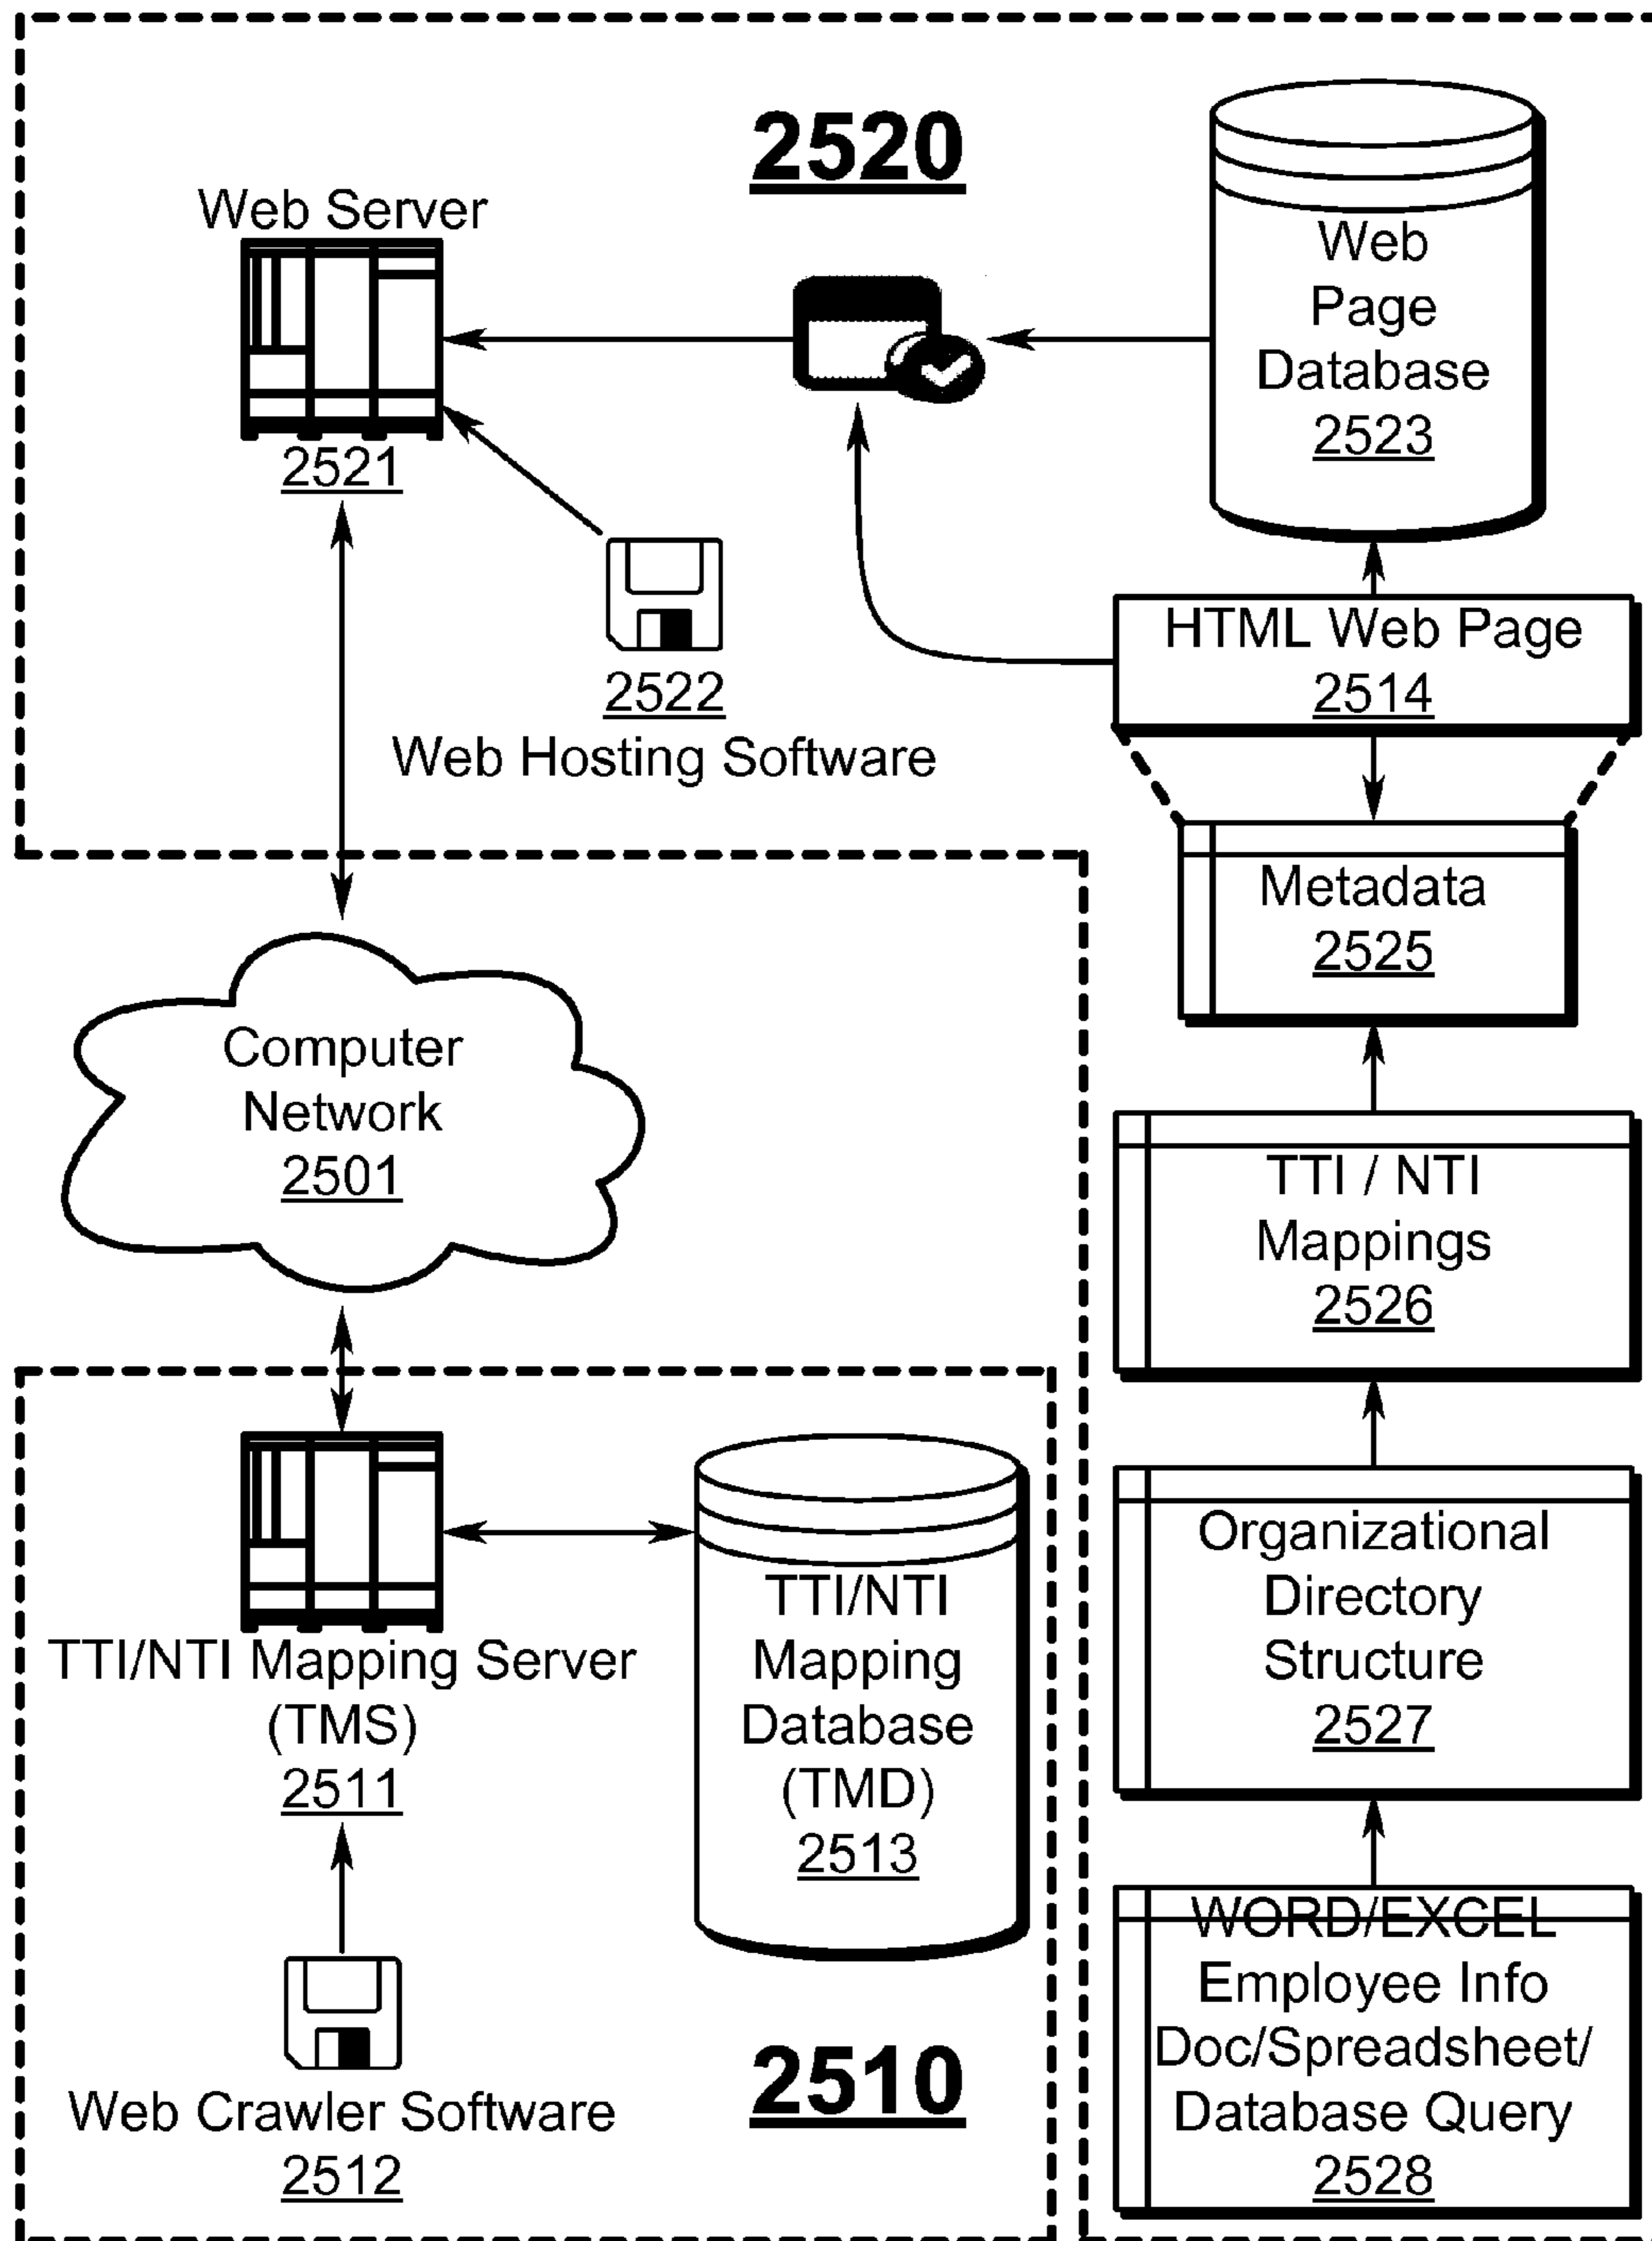 2520
Web Server
2521
2522
Web Hosting Software
Web
Page
Database
2523
HTML Web Page
2514
Metadata
2525
TTI / NTI
Mappings
2526
Organizational
Directory
Structure
2527
WORD/EXCEL
Employee Info
Doc/Spreadsheet/
Database Query
2528
Computer
Network
2501
TTI/NTI Mapping Server
(TMS)
2511
TTI/NTI
Mapping
Database
(TMD)
2513
Web Crawler Software
2512
2510